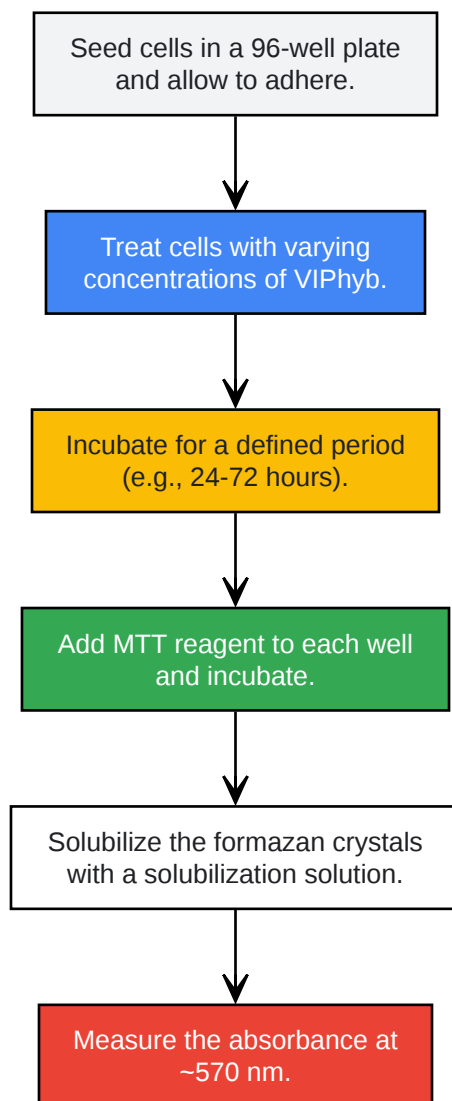 Seed cells in a 96-well plate
and allow to adhere.
Treat cells with varying
concentrations of VIPhyb.
Incubate for a defined period
(e.g., 24-72 hours).
Add MTT reagent to each well
and incubate.
Solubilize the formazan crystals
with a solubilization solution.
Measure the absorbance at
~570 nm.